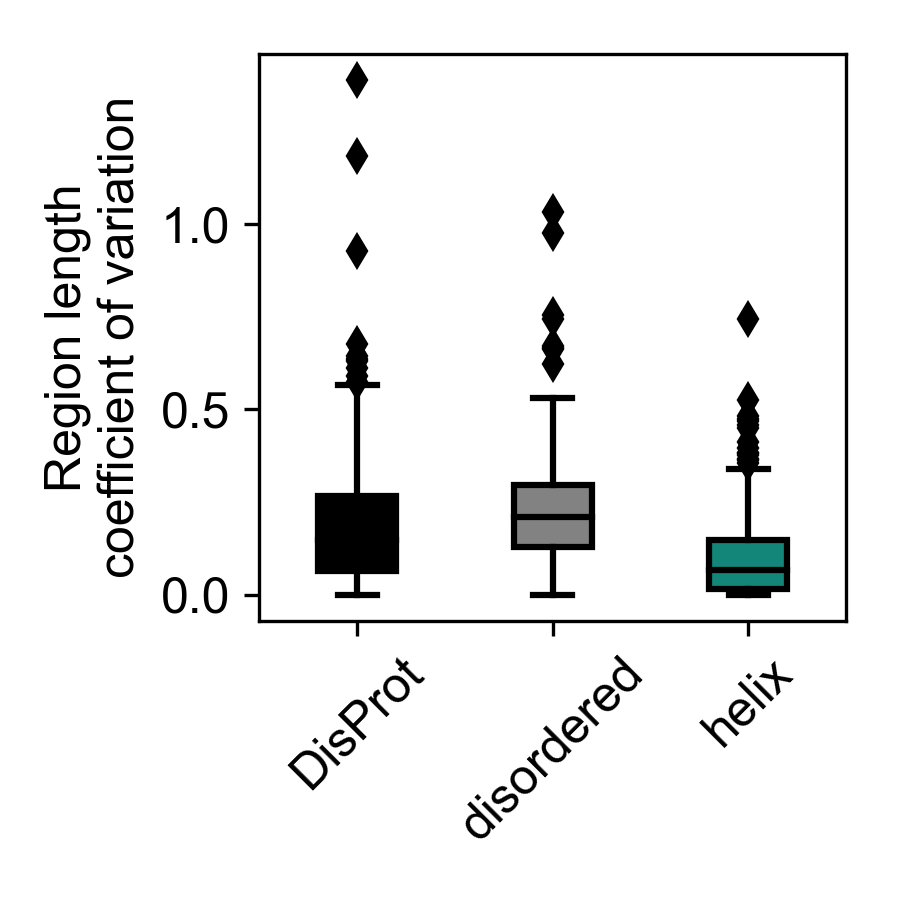 Region length
coefficient of variation
1.0
0.5
0.0
DisProt
disordered
helix